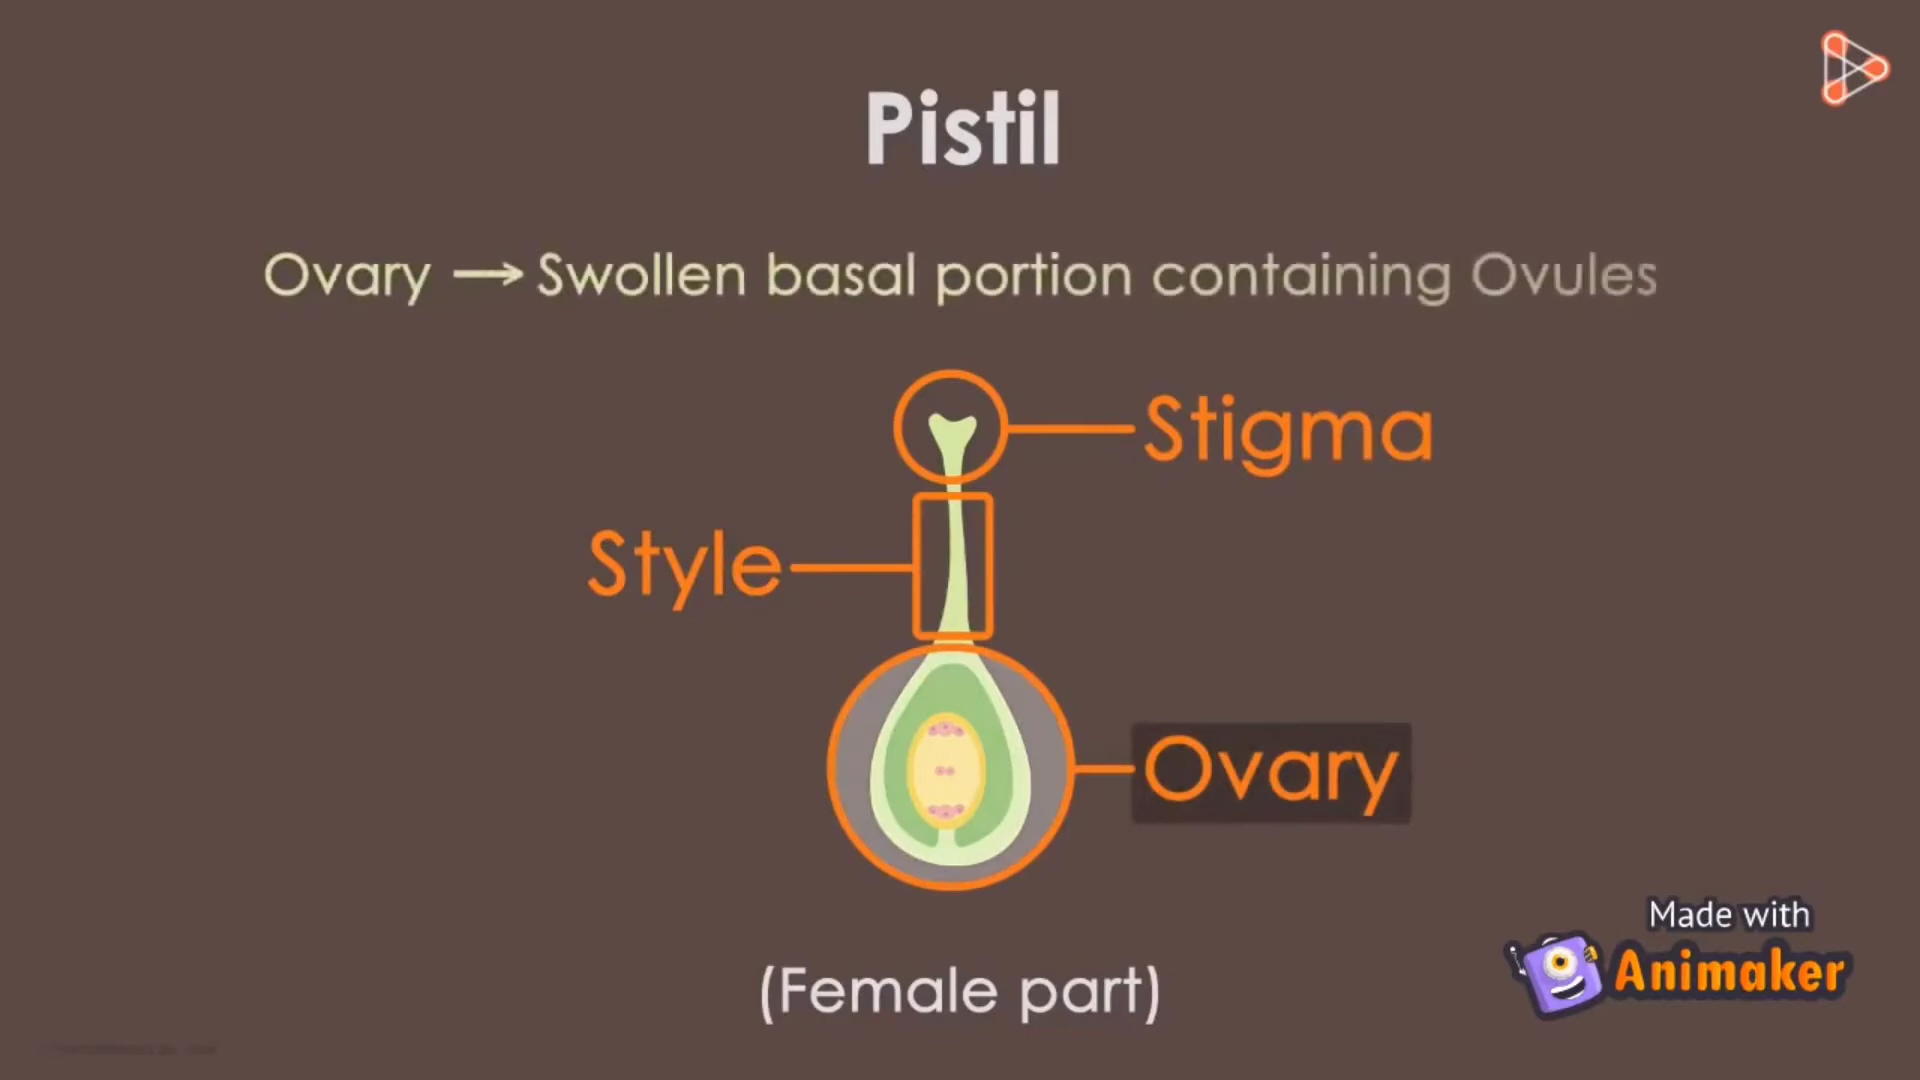 Pistil
Ovary → Swollen basal portion containing Ovules
Stigma
Style
Ovary
(Female part)
Made with
Animaker